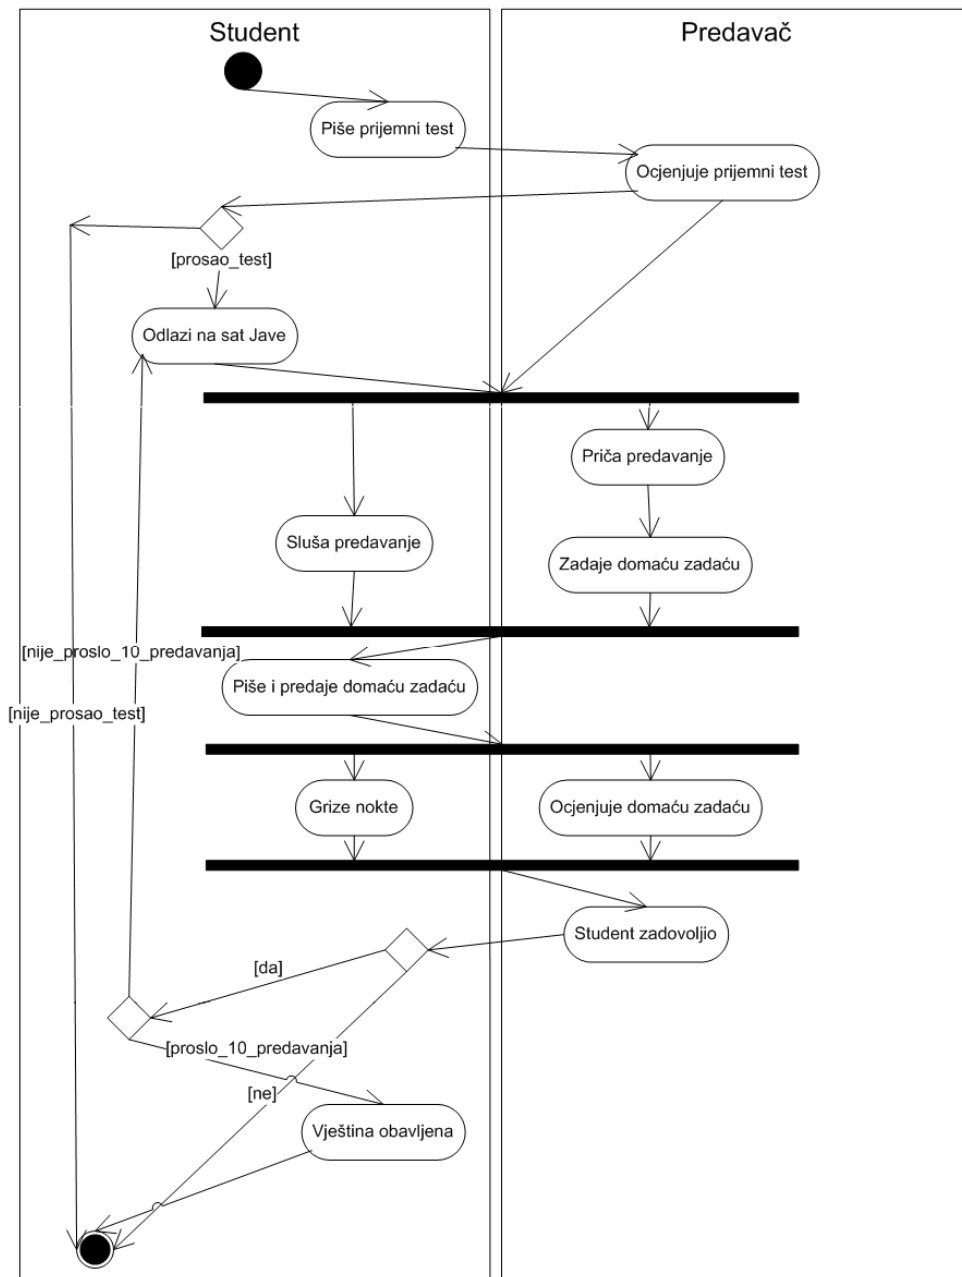 Student
Predavač
Piše prijemni test
Ocjenjuje prijemni test
[prosao_test]
Odlazi na sat Jave
Priča predavanje
Sluša predavanje
Zadaje domaću zadaću
[nije_proslo_10_predavanja]
Piše i predaje domaću zadaću
[nije_prosao_test]
Grize nokte
Ocjenjuje domaću zadaću
Student zadovoljio
[da]
[proslo_10_predavanja]
[ne]
Vještina obavljena